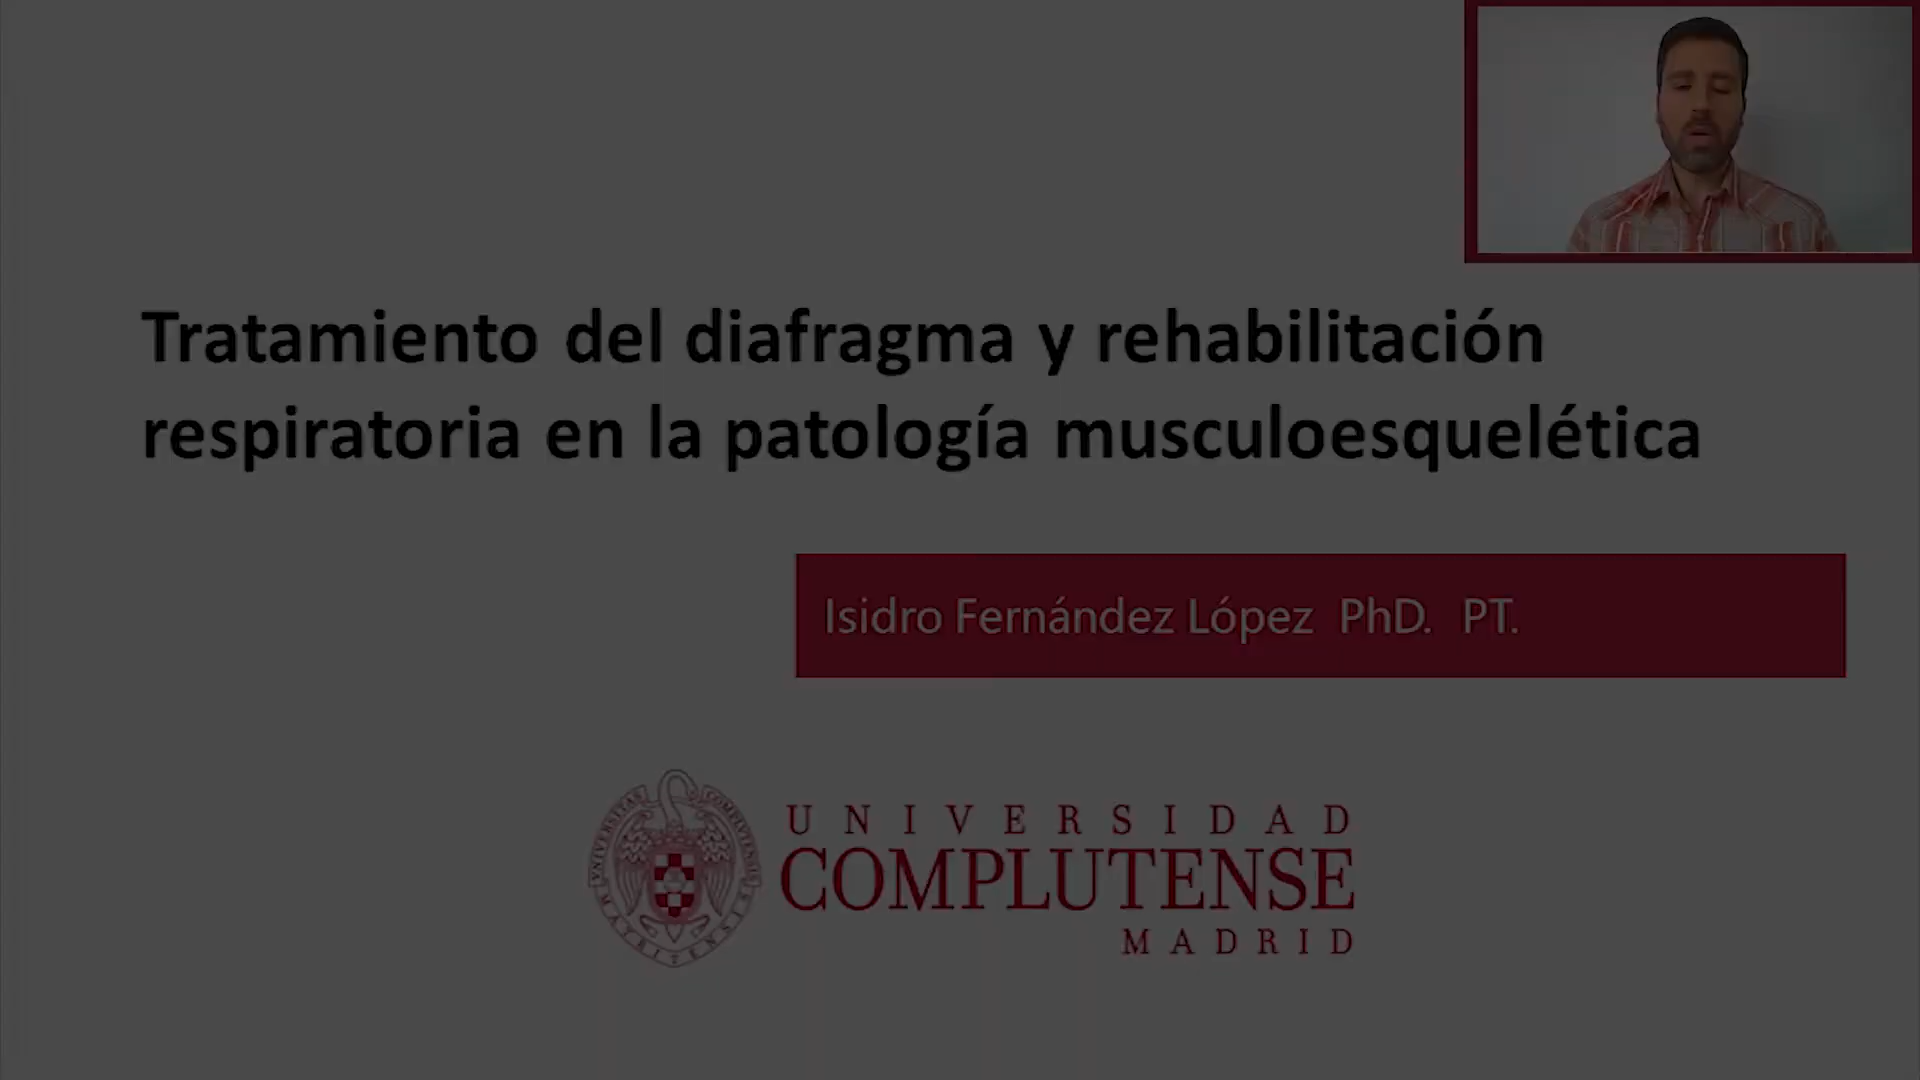 Tratamiento del diafragma y rehabilitación
respiratoria en la patología musculoesquelética
Isidro Fernández López PhD. PT.
UNIVERSIDAD
COMPLUTENSE
MADRID